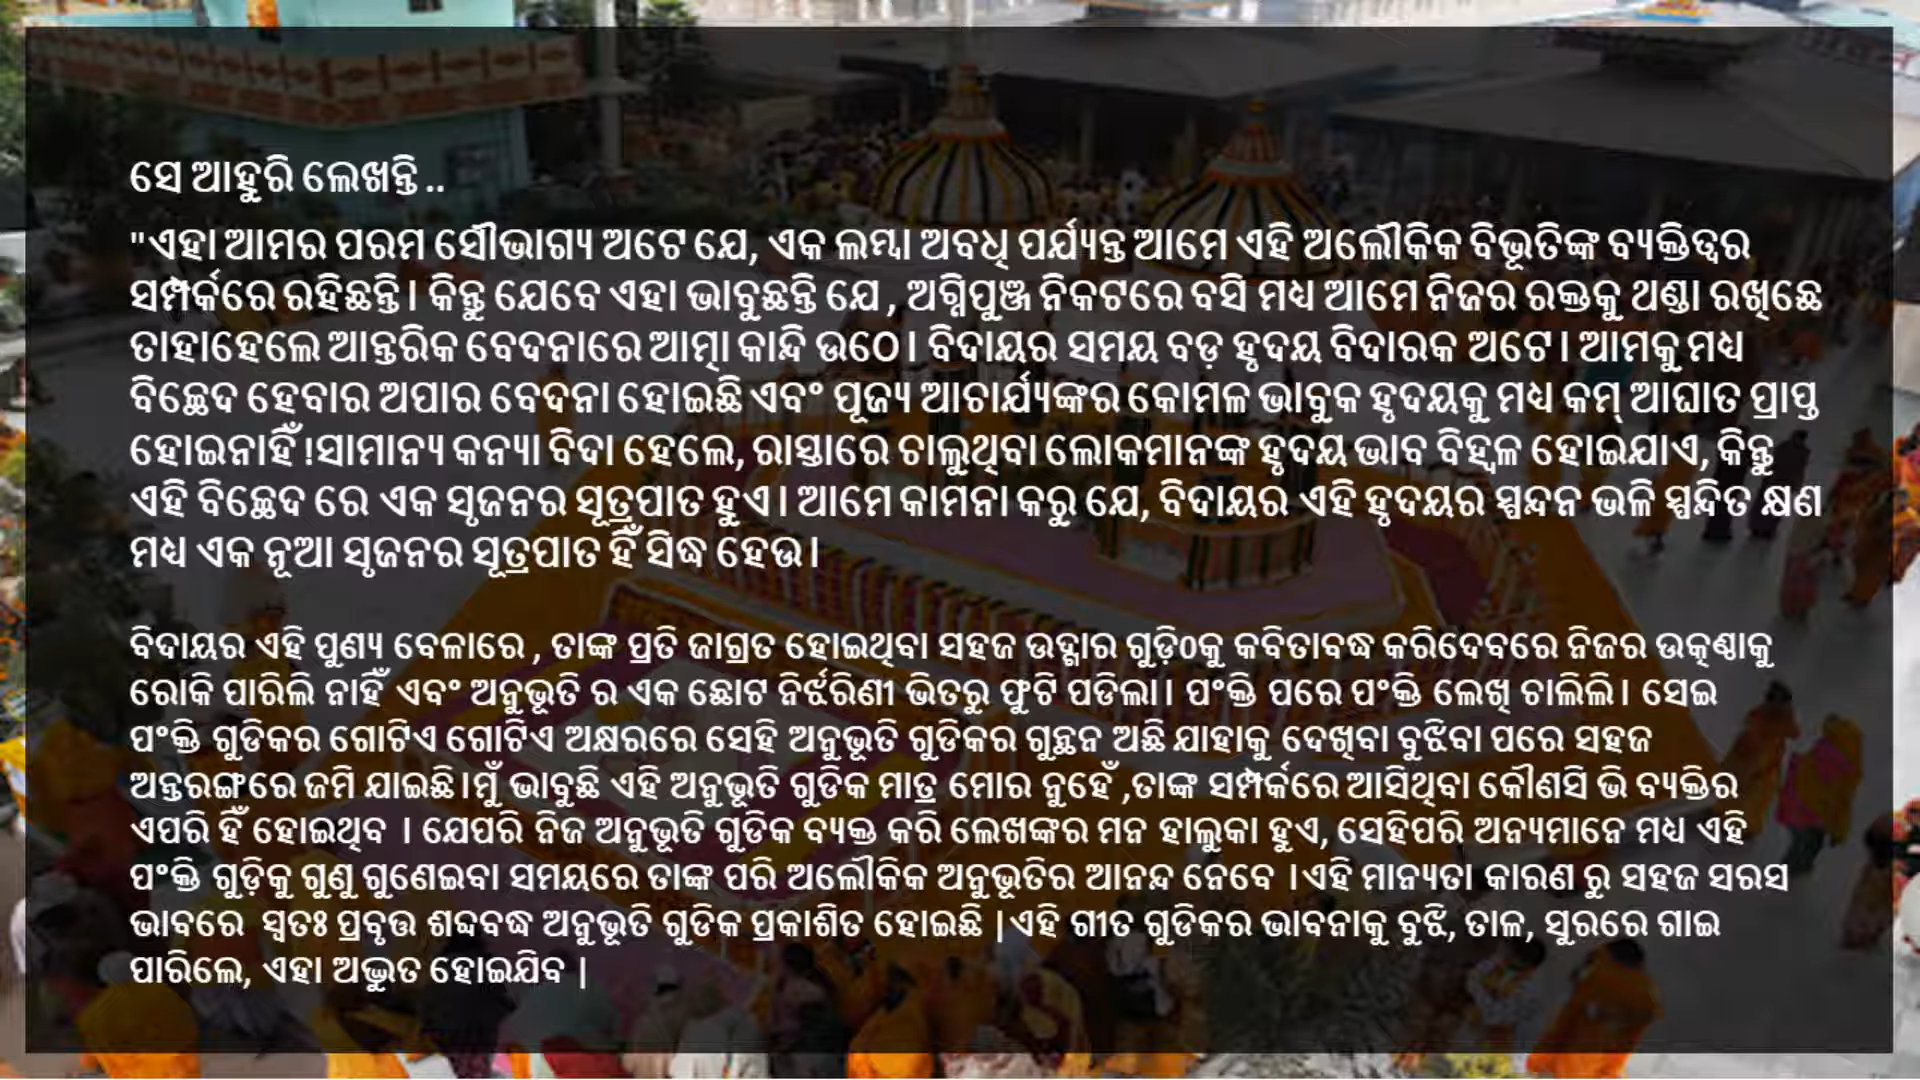 ସେ ଆହୁରି ଲେଖନ୍ତି ..
"ଏହା ଆମର ପରମ ସୌଭାଗ୍ୟ ଅଟେ ଯେ, ଏକ ଲମ୍ବା ଅବଧି ପର୍ଯ୍ୟନ୍ତ ଆମେ ଏହି ଅଲୌକିକ ବିଭୂତିଙ୍କ ବ୍ୟକ୍ତିତ୍ୱର
ସମ୍ପର୍କରେ ରହିଛନ୍ତି । କିନ୍ତୁ ଯେବେ ଏହା ଭାବୁଛନ୍ତି ଯେ , ଅଗ୍ନିପୁଞ୍ଜ ନିକଟରେ ବସି ମଧ୍ୟ ଆମେ ନିଜର ରକ୍ତକୁ ଥଣ୍ଡା ରଖିଛେ
ତାହାହେଲେ ଆନ୍ତରିକ ବେଦନାରେ ଆତ୍ମା କାନ୍ଦି ଉଠେ । ବିଦାୟର ସମୟ ବଡ଼ ହୃଦୟ ବିଦାରକ ଅଟେ । ଆମକୁ ମଧ୍ୟ
ବିଚ୍ଛେଦ ହେବାର ଅପାର ବେଦନା ହୋଇଛି ଏବଂ ପୂଜ୍ୟ ଆଚାର୍ଯ୍ୟଙ୍କର କୋମଳ ଭାବୁକ ହୃଦୟକୁ ମଧ୍ୟ କମ୍ ଆଘାତ ପ୍ରାପ୍ତ
ହୋଇନାହିଁ !ସାମାନ୍ୟ କନ୍ୟା ବିଦା ହେଲେ, ରାସ୍ତାରେ ଚାଲୁଥିବା ଲୋକମାନଙ୍କ ହୃଦୟ ଭାବ ବିହ୍ୱଳ ହୋଇଯାଏ, କିନ୍ତୁ
ଏହି ବିଚ୍ଛେଦ ରେ ଏକ ସୃଜନର ସୂତ୍ରପାତ ହୁଏ । ଆମେ କାମନା କରୁ ଯେ, ବିଦାୟର ଏହି ହୃଦୟର ସ୍ପନ୍ଦନ ଭଳି ସ୍ପନ୍ଦିତ କ୍ଷଣ
ମଧ୍ୟ ଏକ ନୂଆ ସୃଜନର ସୂତ୍ରପାତ ହିଁ ସିଦ୍ଧ ହେଉ ।
ବିଦାୟର ଏହି ପୁଣ୍ୟ ବେଳାରେ , ତାଙ୍କ ପ୍ରତି ଜାଗ୍ରତ ହୋଇଥିବା ସହଜ ଉଦ୍ଗାର ଗୁଡ଼ି0କୁ କବିତାବଦ୍ଧ କରିଦେବରେ ନିଜର ଉତ୍କଣ୍ଠାକୁ
ରୋକି ପାରିଲି ନାହିଁ ଏବଂ ଅନୁଭୂତି ର ଏକ ଛୋଟ ନିର୍ଝରିଣୀ ଭିତରୁ ଫୁଟି ପଡିଲା । ପଂକ୍ତି ପରେ ପଂକ୍ତି ଲେଖି ଚାଲିଲି । ସେଇ
ପଂକ୍ତି ଗୁଡିକର ଗୋଟିଏ ଗୋଟିଏ ଅକ୍ଷରରେ ସେହି ଅନୁଭୂତି ଗୁଡିକର ଗୁନ୍ଥନ ଅଛି ଯାହାକୁ ଦେଖିବା ବୁଝିବା ପରେ ସହଜ
ଅନ୍ତରଙ୍ଗରେ ଜମି ଯାଇଛି ।ମୁଁ ଭାବୁଛି ଏହି ଅନୁଭୂତି ଗୁଡିକ ମାତ୍ର ମୋର ନୁହେଁ ,ତାଙ୍କ ସମ୍ପର୍କରେ ଆସିଥିବା କୌଣସି ଭି ବ୍ୟକ୍ତିର
ଏପରି ହିଁ ହୋଇଥିବ । ଯେପରି ନିଜ ଅନୁଭୂତି ଗୁଡିକ ବ୍ୟକ୍ତ କରି ଲେଖଙ୍କର ମନ ହାଲୁକା ହୁଏ, ସେହିପରି ଅନ୍ୟମାନେ ମଧ୍ୟ ଏହି
ପଂକ୍ତି ଗୁଡ଼ିକୁ ଗୁଣୁ ଗୁଣେଇବା ସମୟରେ ତାଙ୍କ ପରି ଅଲୌକିକ ଅନୁଭୂତିର ଆନନ୍ଦ ନେବେ ।ଏହି ମାନ୍ୟତା କାରଣ ରୁ ସହଜ ସରସ
ଭାବରେ ସ୍ୱତଃ ପ୍ରବୃତ୍ତ ଶବ୍ଦବଦ୍ଧ ଅନୁଭୂତି ଗୁଡିକ ପ୍ରକାଶିତ ହୋଇଛି |ଏହି ଗୀତ ଗୁଡିକର ଭାବନାକୁ ବୁଝି, ତାଳ, ସୁରରେ ଗାଇ
ପାରିଲେ, ଏହା ଅଦ୍ଭୁତ ହୋଇଯିବ |